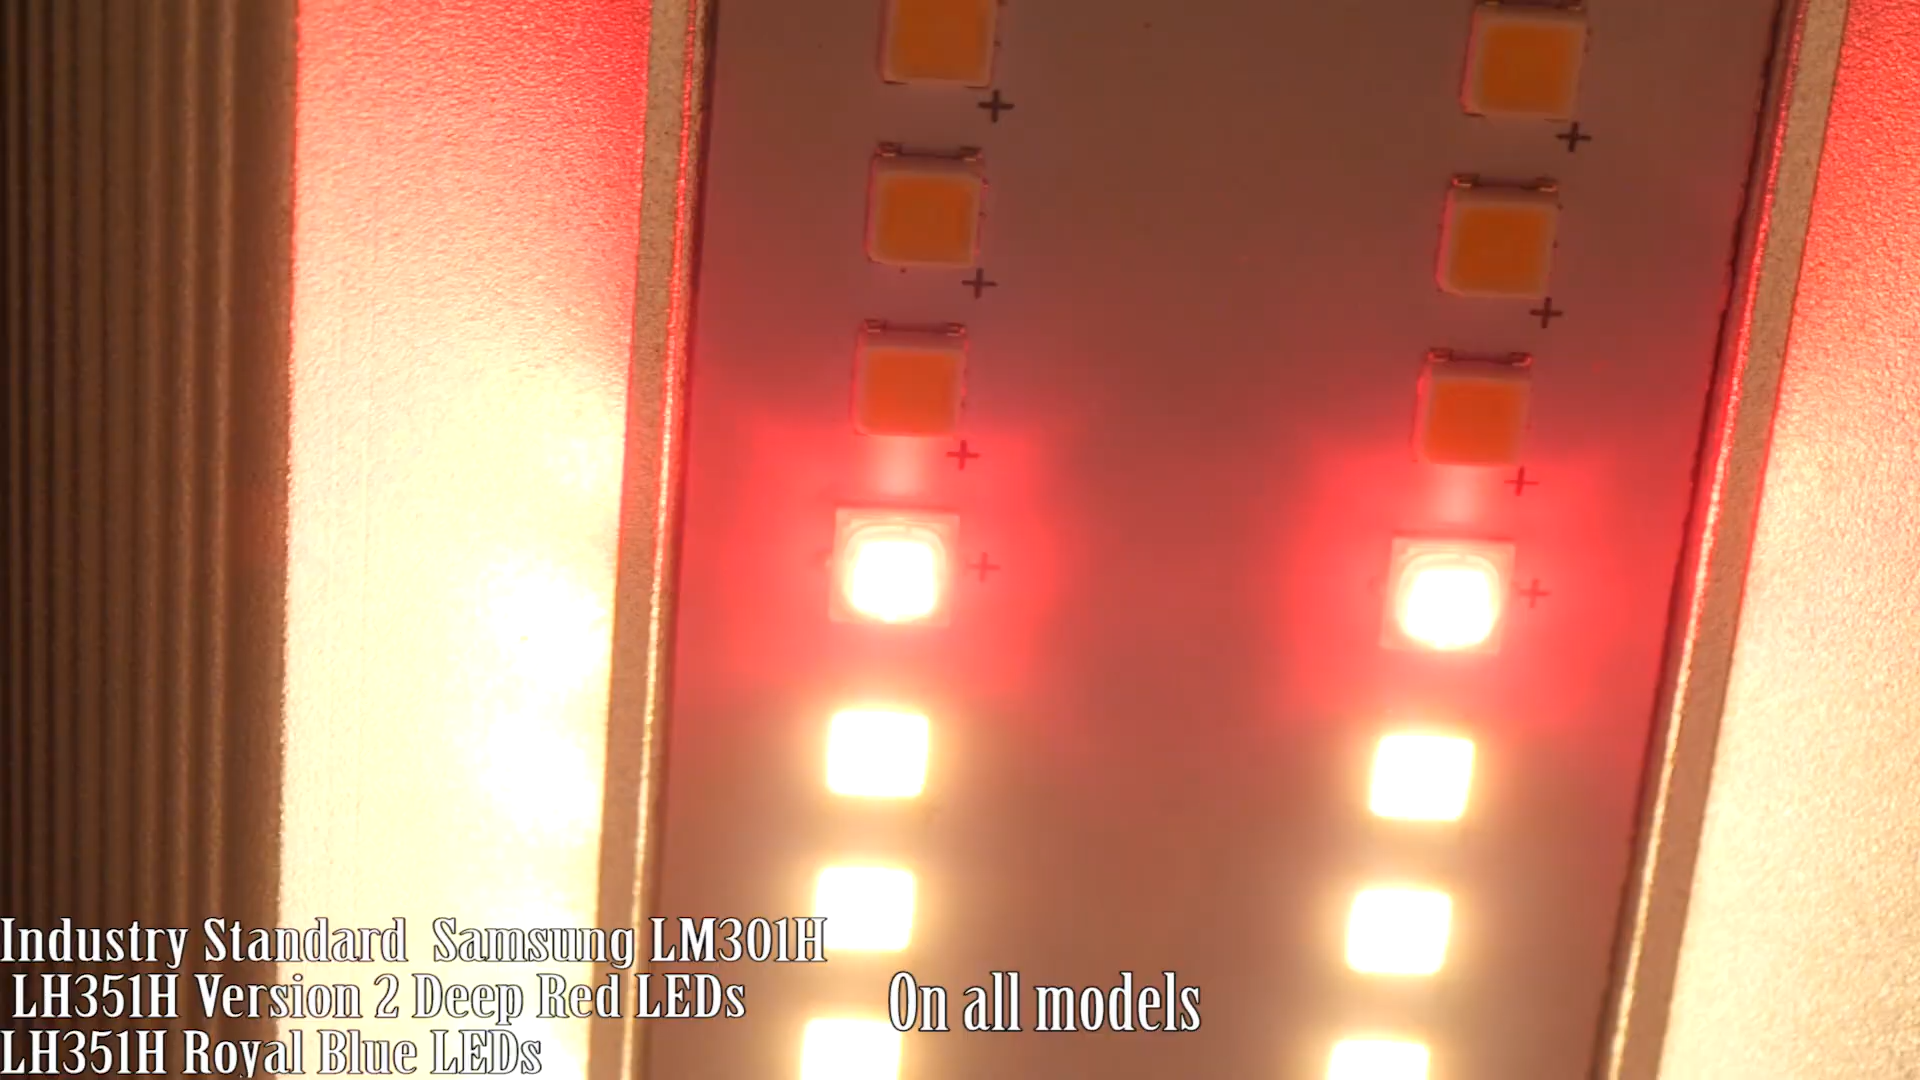 Industry Standard Samsung LM301H
LH351H Version 2 Deep Red LEDs
LH351H Royal Blue LEDs
On all models
+
+
+
+
+
+
+
+